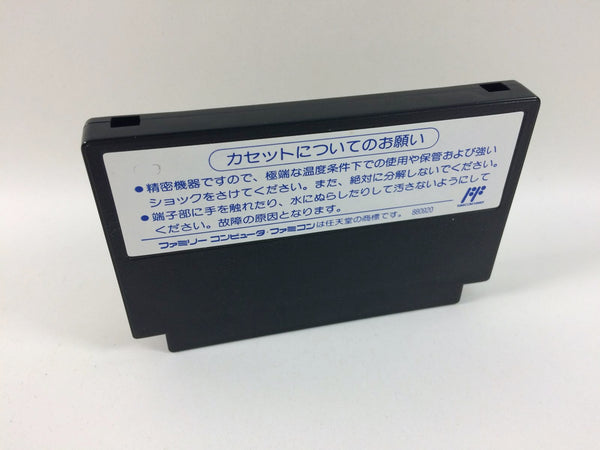 カセットについてのお願い
●精密機器ですので、極端な温度条件下での使用や保管および強い
ショックをさけてください。また、絶対に分解しないでください。
●端子部に手を触れたり、水にぬらしたりして汚さないようにして
ください。故障の原因となります。
ファミリー コンピュータ・ファミコンは任天堂の商標です。 880920